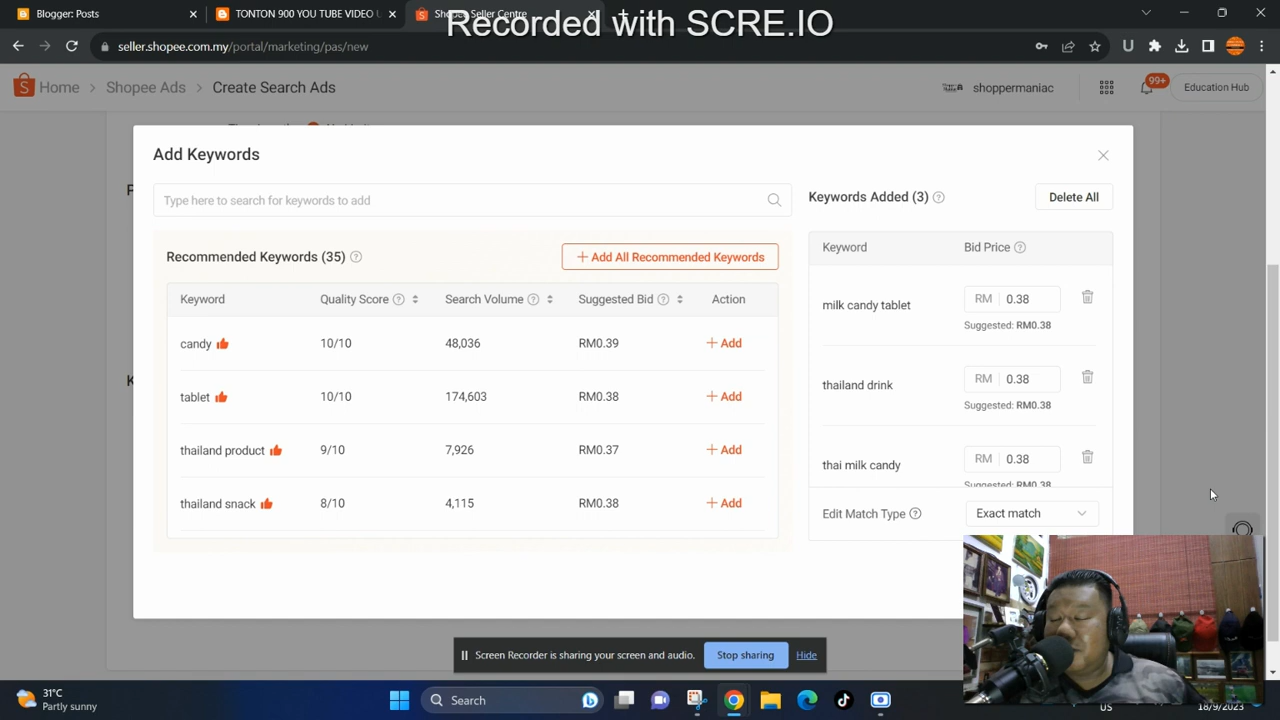 Blogger: Posts
TONTON 900 YOU TUBE VIDEO U
Shopee Seller Centre
Recorded with SCRE.IO
seller.shopee.com.my/portal/marketing/pas/new
Home > Shopee Ads > Create Search Ads
shoppermaniac
99+
Education Hub
Add Keywords
Type here to search for keywords to add
Keywords Added (3)
Delete All
Recommended Keywords (35)
+ Add All Recommended Keywords
Keyword Bid Price
Keyword Quality Score Search Volume Suggested Bid Action
milk candy tablet RM 0.38
Suggested: RM0.38
candy 10/10 48,036 RM0.39 + Add
thailand drink RM 0.38
Suggested: RM0.38
tablet 10/10 174,603 RM0.38 + Add
thailand product 9/10 7,926 RM0.37 + Add
thai milk candy RM 0.38
Suggested: RM0.38
thailand snack 8/10 4,115 RM0.38 + Add
Edit Match Type Exact match
Screen Recorder is sharing your screen and audio.
Stop sharing
Hide
31°C
Partly sunny
Search
US
18/9/2023